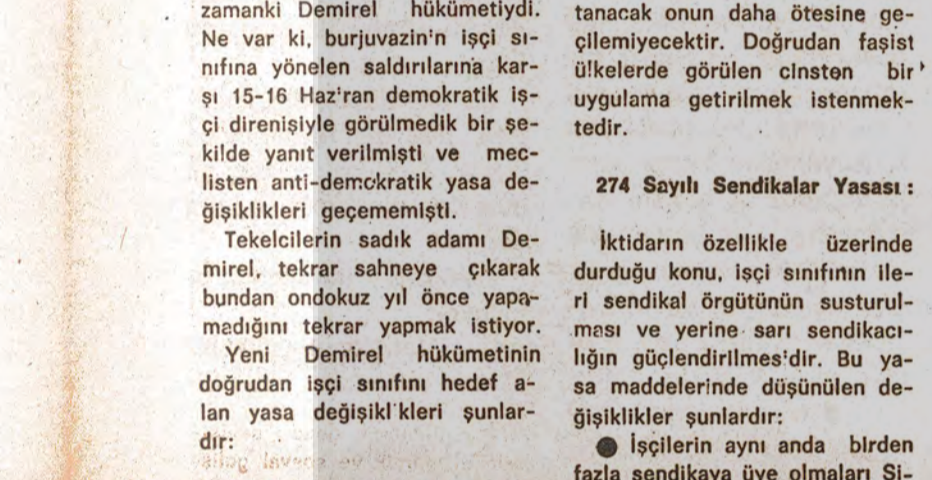 zamanki Demirel hükümetiydi.
Ne var ki, burjuvazin'n işçi sı-
nıfına yönelen saldırılarına kar-
şı 15-16 Haz'ran demokratik iş-
çi direnişiyle görülmedik bir şe-
kilde yanıt verilmişti ve mec-
listen anti-demokratik yasa de-
ğişiklikleri geçememişti.
Tekelcilerin sadık adamı De-
mirel, tekrar sahneye çıkarak
bundan ondokuz yıl önce yapa-
madığını tekrar yapmak istiyor.
Yeni Demirel hükümetinin
doğrudan işçi sınıfını hedef a-
lan yasa değişikl'kleri şunlar-
dır:
tanacak onun daha ötesine ge-
çilemiyecektir. Doğrudan faşist
ülkelerde görülen cinsten bir
uygulama getirilmek istenmek-
tedir.
274 Sayılı Sendikalar Yasası:
İktidarın özellikle üzerinde
durduğu konu, işçi sınıfının ile-
ri sendikal örgütünün susturul-
ması ve yerine sarı sendikacı-
lığın güçlendirilmes'dir. Bu ya-
sa maddelerinde düşünülen de-
ğişiklikler şunlardır:
● İşçilerin aynı anda birden
fazla sendikaya üye olmaları Si-